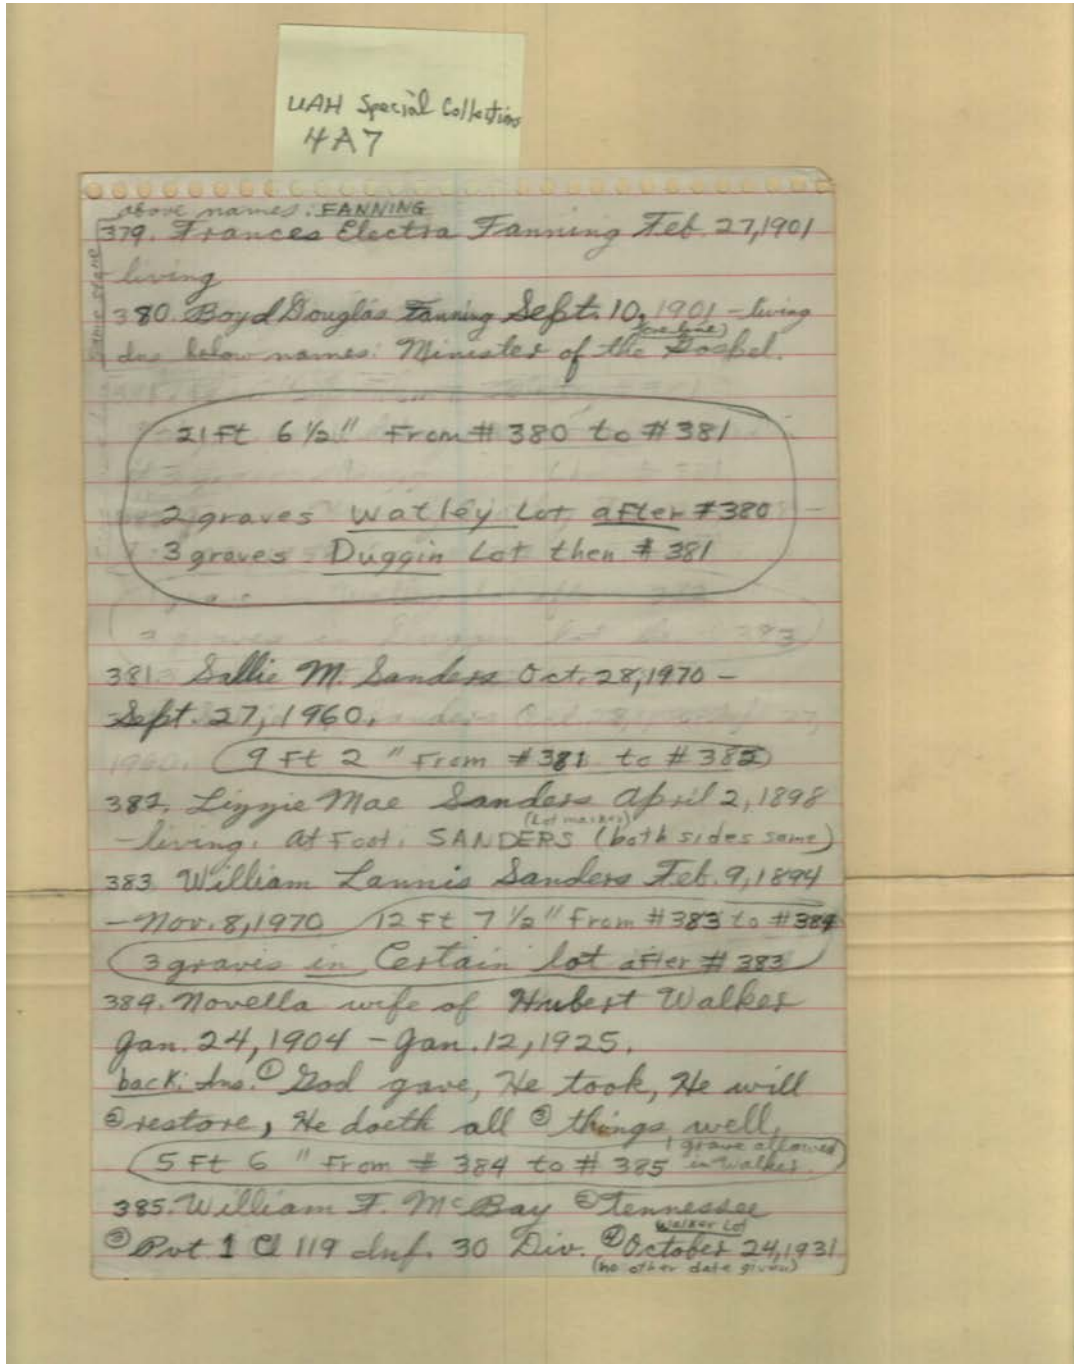 UAH Special Collections
4A7
above names: FANNING
same stone
379. Frances Electra Fanning Feb. 27, 1901
living
380. Boyd Douglas Fanning Sept. 10, 1901 - living
(one line)
Ins below names: Minister of the Gospel.
21 Ft 6 1/2" From # 380 to # 381
2 graves Watley Lot after # 380
3 graves Duggin Lot then # 381
381 Sallie M. Sanders Oct. 28, 1970 -
Sept. 27, 1960.
9 Ft 2 " From # 381 to # 382
382. Lizzie Mae Sanders April 2, 1898
(Lot marker)
- living. At Foot. SANDERS (both sides same)
383 William Lannis Sanders Feb. 9, 1894
- Nov. 8, 1970 12 Ft 7 1/2" From # 383 to # 384
3 graves in Certain lot after # 383
384. Novella wife of Hubert Walker
Jan. 24, 1904 - Jan. 12, 1925.
back: Ins. ① God gave, He took, He will
② restore, He doeth all ③ things well.
1 grave allowed
5 Ft 6 " From # 384 to # 385 in Walker
385. William F. McBay ② Tennessee
Walker Lot
③ Pvt 1 Cl 119 Inf. 30 Div. ④ October 24, 1931
(no other date given)